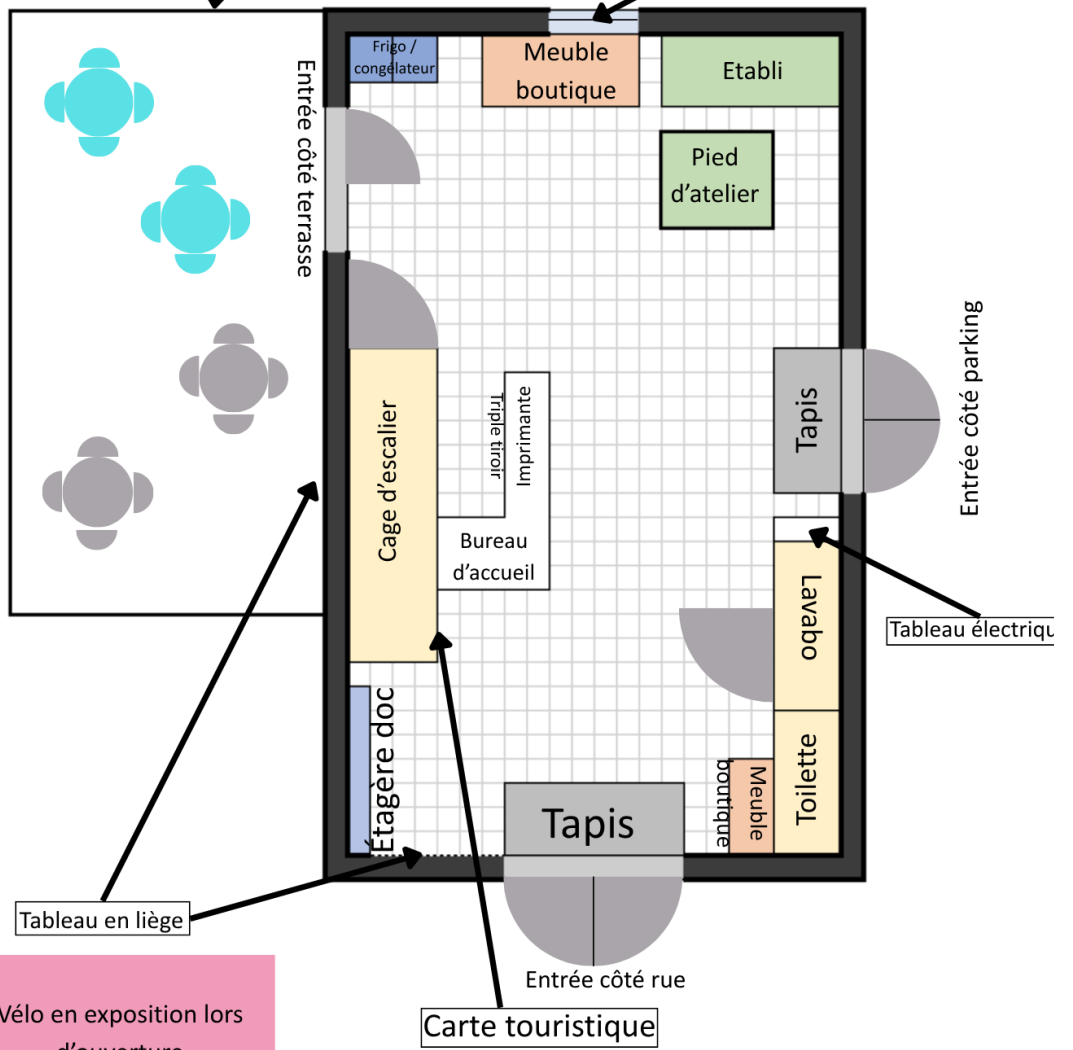 Frigo /
congélateur
Meuble
boutique
Etabli
Entrée côté terrasse
Pied
d’atelier
Entrée côté parking
Tapis
Cage d’escalier
Triple tiroir
Imprimante
Bureau
d’accueil
Lavabo
Tableau électriqu
Étagère doc
Meuble
boutique
Toilette
Tapis
Tableau en liège
Entrée côté rue
Carte touristique
Vélo en exposition lors
d’ouverture